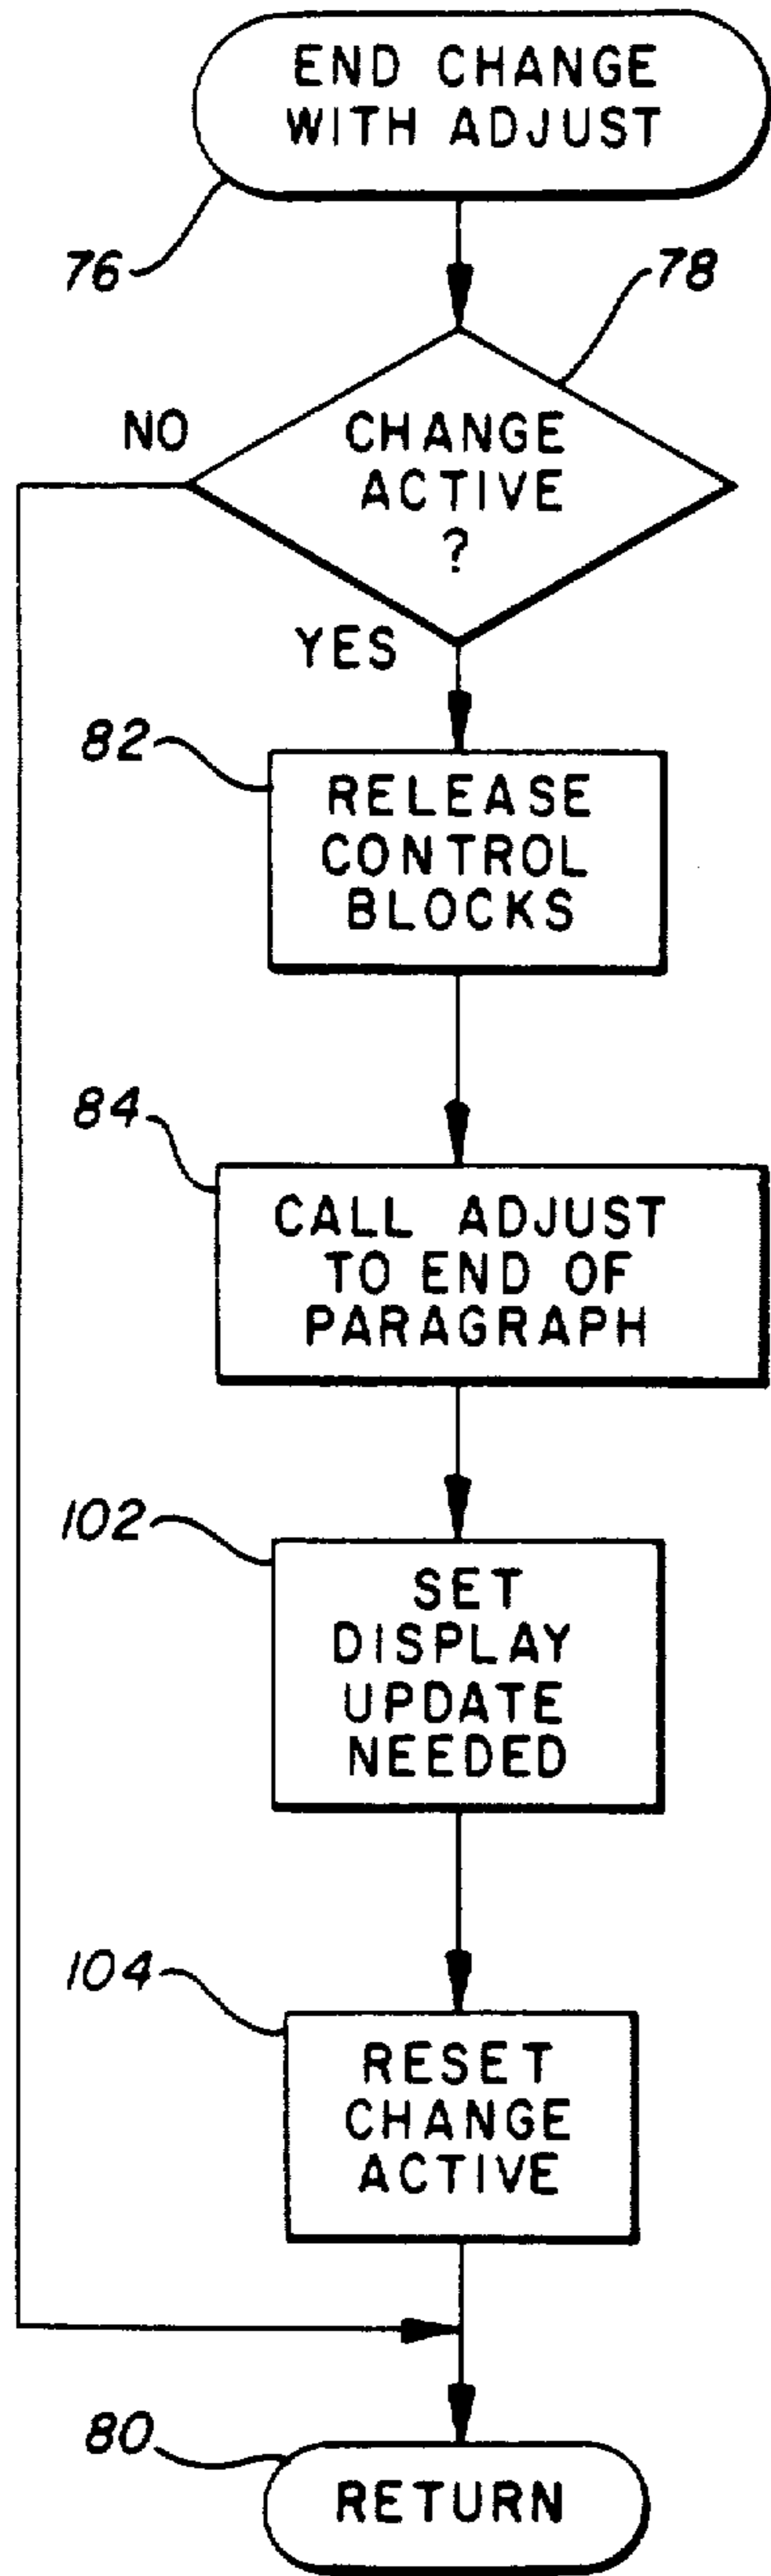 END CHANGE
WITH ADJUST
76
78
NO
CHANGE
ACTIVE
?
YES
82
RELEASE
CONTROL
BLOCKS
84
CALL ADJUST
TO END OF
PARAGRAPH
102
SET
DISPLAY
UPDATE
NEEDED
104
RESET
CHANGE
ACTIVE
80
RETURN